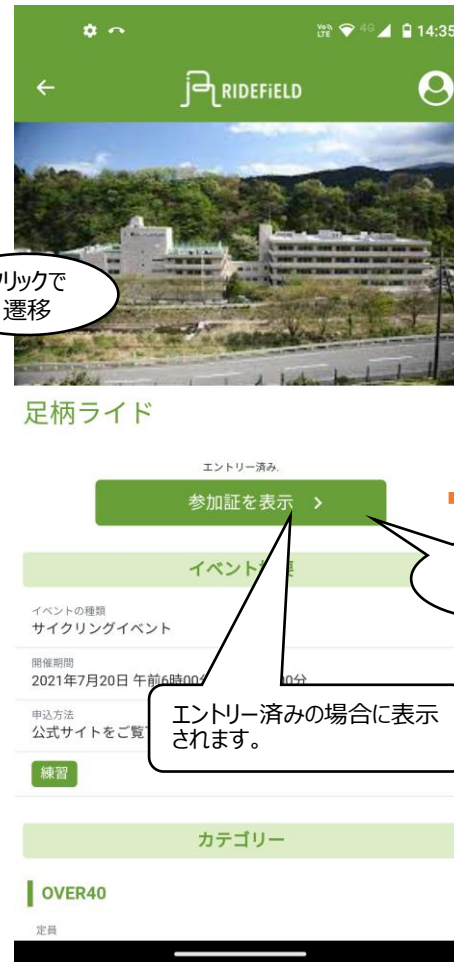 VoLTE 4G 14:35
RIDEFiELD
リックで
遷移
足柄ライド
エントリー済み.
参加証を表示 >
イベント
イベントの種類
サイクリングイベント
開催期間
2021年7月20日 午前6時00
0分
申込方法
公式サイトをご覧
エントリー済みの場合に表示
されます。
練習
カテゴリー
OVER40
定員